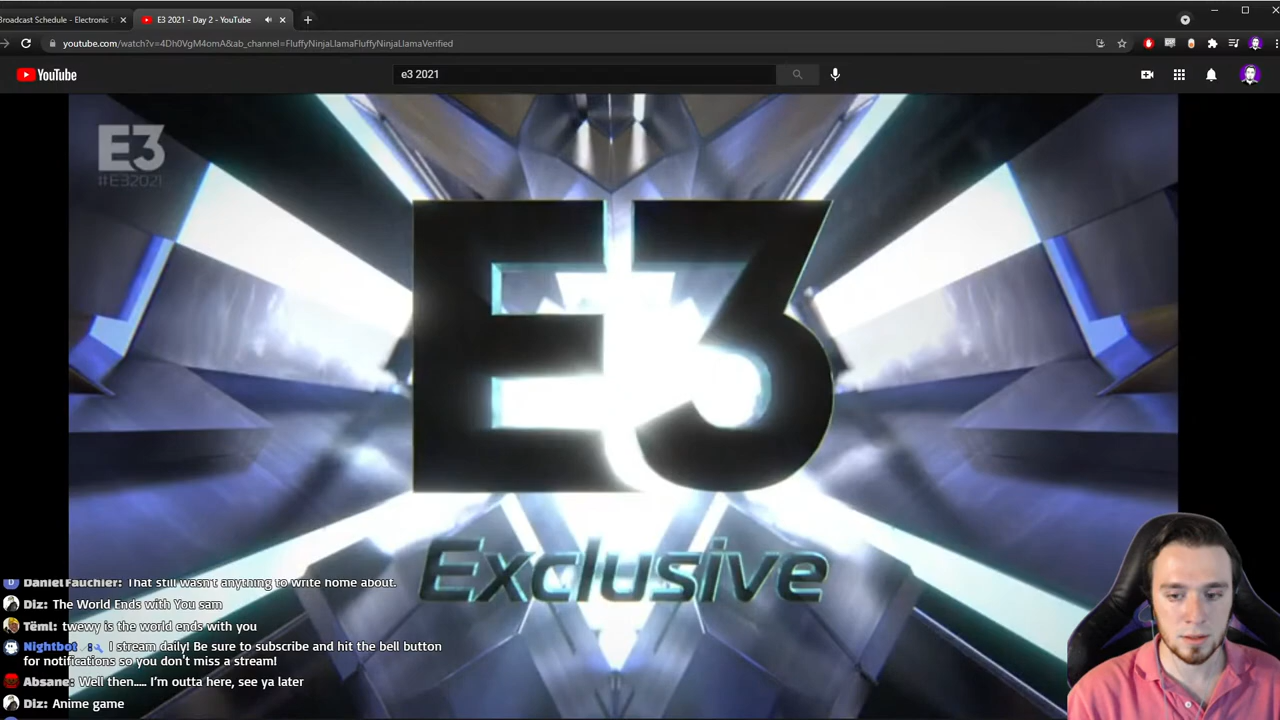 Broadcast Schedule - Electronic E
E3 2021 - Day 2 - YouTube
youtube.com/watch?v=4Dh0VgM4omA&ab_channel=FluffyNinjaLlamaFluffyNinjaLlamaVerified
YouTube
e3 2021
E3
#E32021
E3
Exclusive
D
Daniel Fauchier: That still wasn't anything to write home about.
Diz: The World Ends with You sam
Tëml: twewy is the world ends with you
Nightbot : I stream daily! Be sure to subscribe and hit the bell button
for notifications so you don't miss a stream!
Absane: Well then..... I'm outta here, see ya later
Diz: Anime game